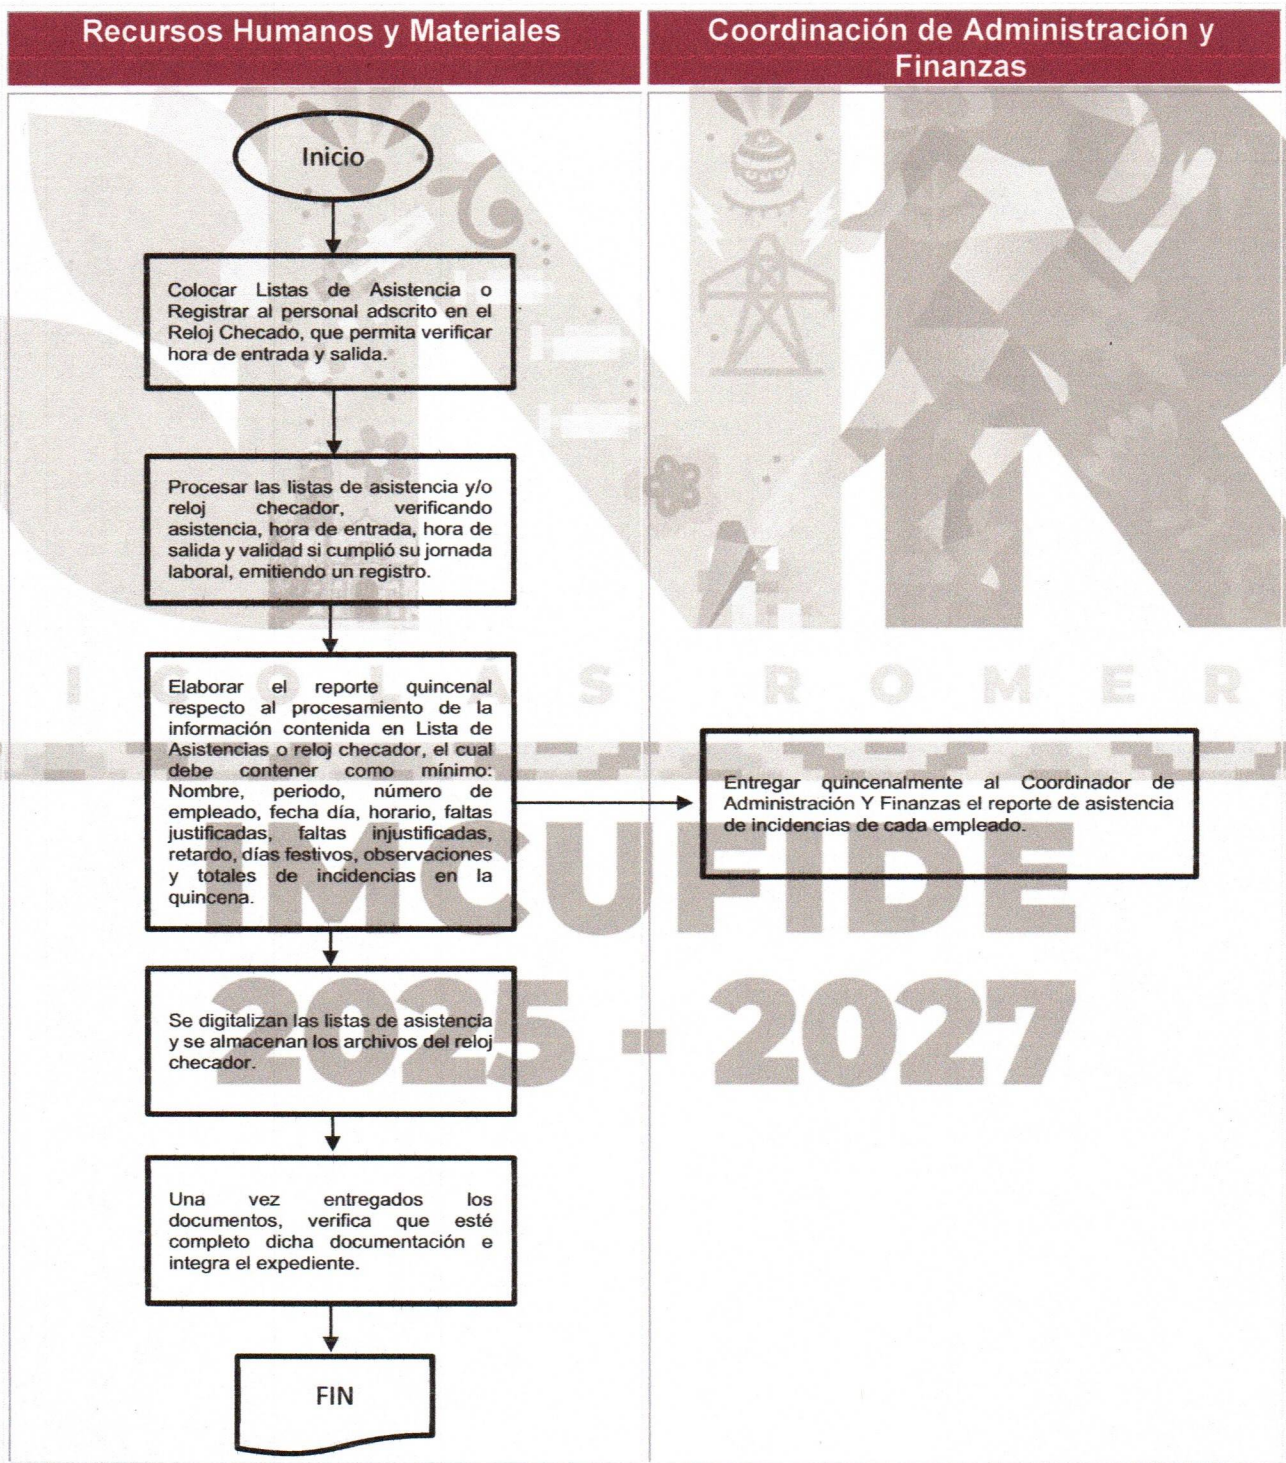 Recursos Humanos y Materiales
Coordinación de Administración y
Finanzas
Inicio
Colocar Listas de Asistencia o
Registrar al personal adscrito en el
Reloj Checado, que permita verificar
hora de entrada y salida.
Procesar las listas de asistencia y/o
reloj checador, verificando
asistencia, hora de entrada, hora de
salida y validad si cumplió su jornada
laboral, emitiendo un registro.
Elaborar el reporte quincenal
respecto al procesamiento de la
información contenida en Lista de
Asistencias o reloj checador, el cual
debe contener como mínimo:
Nombre, periodo, número de
empleado, fecha día, horario, faltas
justificadas, faltas injustificadas,
retardo, días festivos, observaciones
y totales de incidencias en la
quincena.
Entregar quincenalmente al Coordinador de
Administración Y Finanzas el reporte de asistencia
de incidencias de cada empleado.
Se digitalizan las listas de asistencia
y se almacenan los archivos del reloj
checador.
Una vez entregados los
documentos, verifica que esté
completo dicha documentación e
integra el expediente.
FIN
ICOLÁS ROMER
IMCUFIDE
2025 - 2027